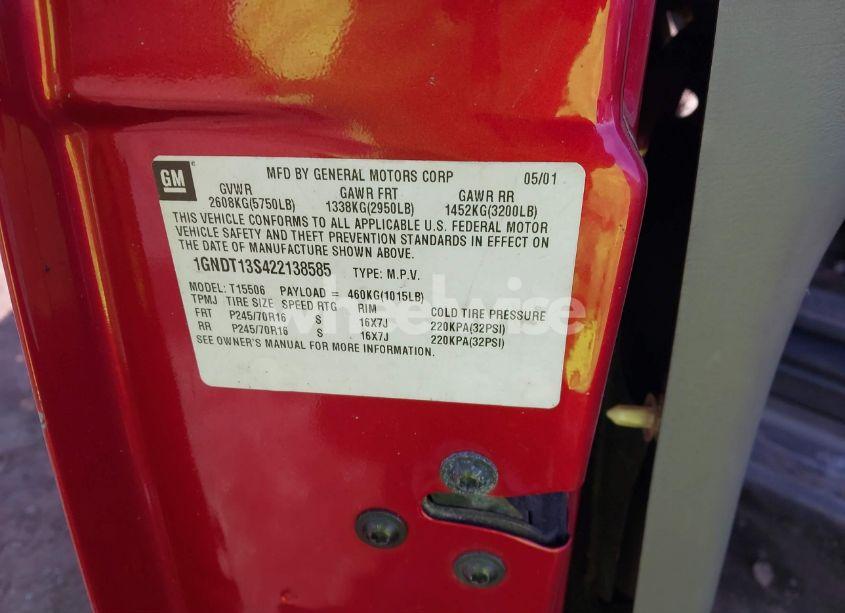 GM
MFD BY GENERAL MOTORS CORP 05/01
GVWR GAWR FRT GAWR RR
2608KG(5750LB) 1338KG(2950LB) 1452KG(3200LB)
THIS VEHICLE CONFORMS TO ALL APPLICABLE U.S. FEDERAL MOTOR
VEHICLE SAFETY AND THEFT PREVENTION STANDARDS IN EFFECT ON
THE DATE OF MANUFACTURE SHOWN ABOVE.
1GNDT13S422138585 TYPE: M.P.V.
MODEL: T15506 PAYLOAD = 460KG(1015LB)
TPMJ TIRE SIZE SPEED RTG RIM COLD TIRE PRESSURE
FRT P245/70R16 S 16X7J 220KPA(32PSI)
RR P245/70R16 S 16X7J 220KPA(32PSI)
SEE OWNER'S MANUAL FOR MORE INFORMATION.
wheelwise